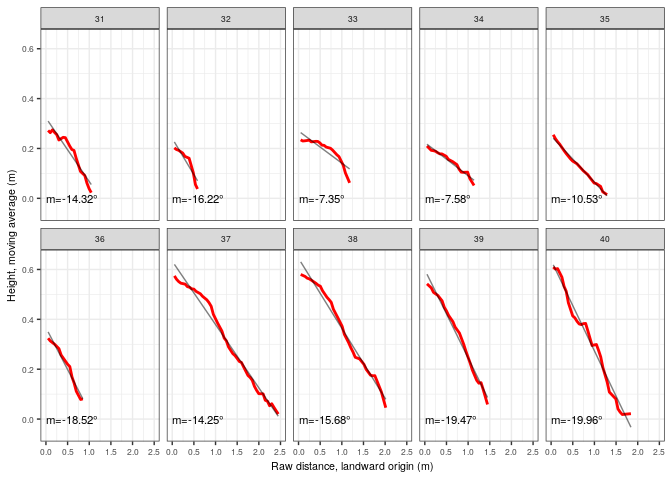 31 32 33 34 35
0.6
0.4
0.2
0.0
m=-14.32° m=-16.22° m=-7.35° m=-7.58° m=-10.53°
Height, moving average (m)
36 37 38 39 40
0.6
0.4
0.2
0.0
m=-18.52° m=-14.25° m=-15.68° m=-19.47° m=-19.96°
0.0 0.5 1.0 1.5 2.0 2.5 0.0 0.5 1.0 1.5 2.0 2.5 0.0 0.5 1.0 1.5 2.0 2.5 0.0 0.5 1.0 1.5 2.0 2.5 0.0 0.5 1.0 1.5 2.0 2.5
Raw distance, landward origin (m)